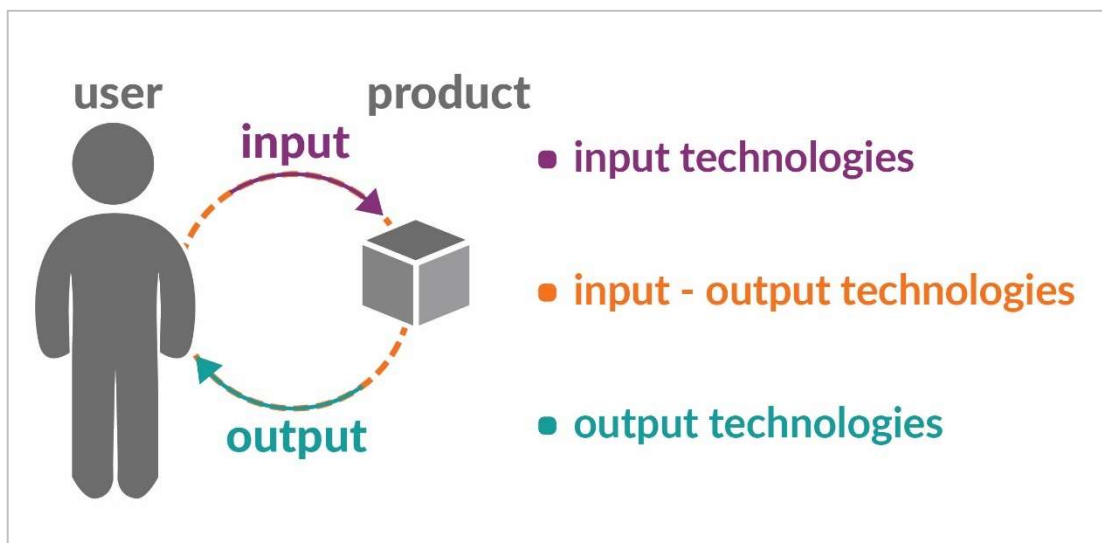 user
product
input
output
• input technologies
• input - output technologies
• output technologies